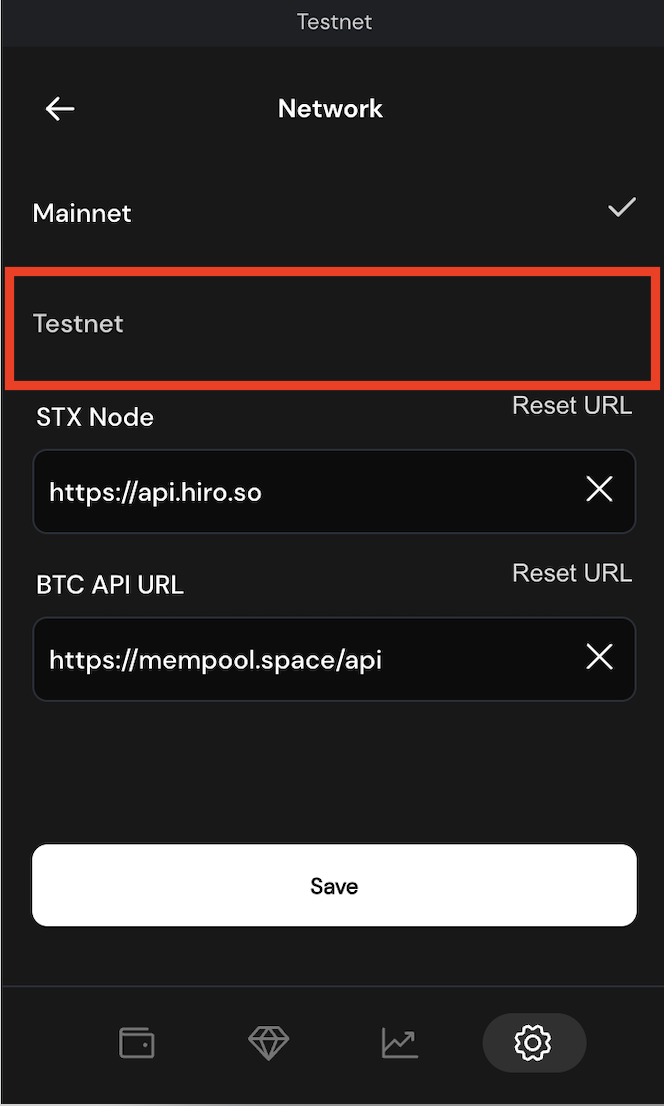 Testnet
Network
Mainnet
Testnet
STX Node
Reset URL
https://api.hiro.so
BTC API URL
Reset URL
https://mempool.space/api
Save